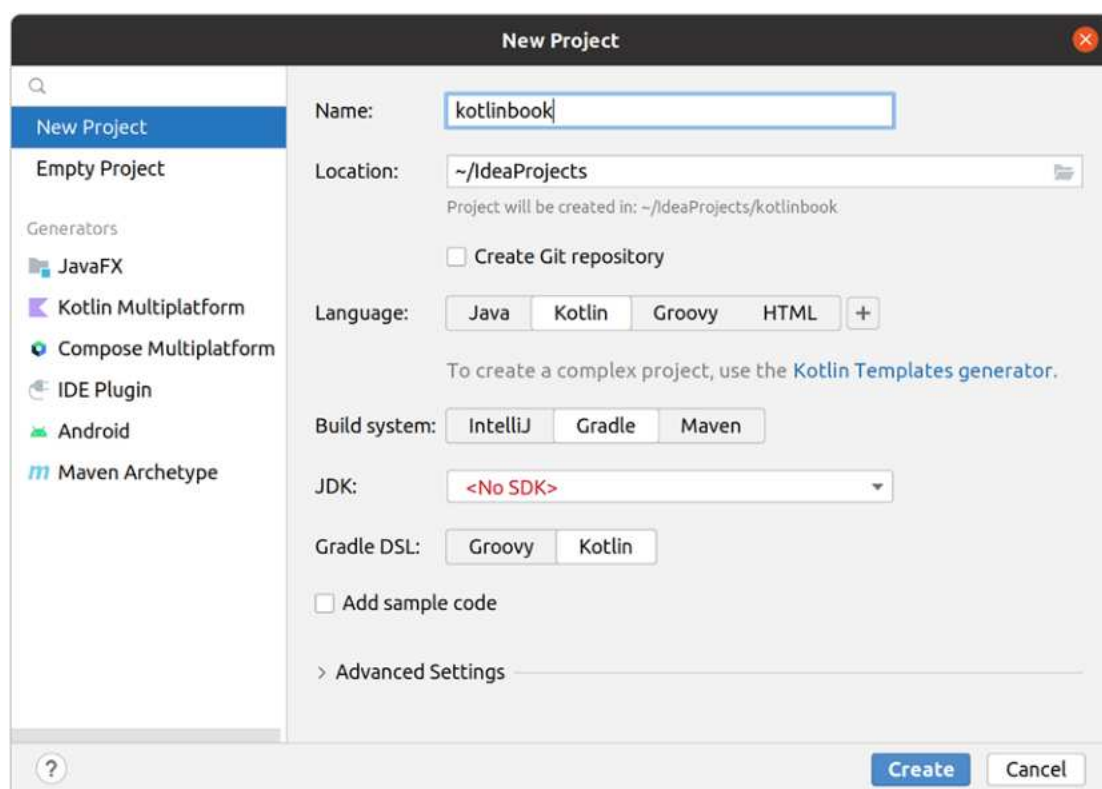 New Project
New Project
Empty Project
Generators
JavaFX
Kotlin Multiplatform
Compose Multiplatform
IDE Plugin
Android
Maven Archetype
Name: kotlinbook
Location: ~/IdeaProjects
Project will be created in: ~/IdeaProjects/kotlinbook
Create Git repository
Language: Java Kotlin Groovy HTML +
To create a complex project, use the Kotlin Templates generator.
Build system: IntelliJ Gradle Maven
JDK: <No SDK>
Gradle DSL: Groovy Kotlin
Add sample code
> Advanced Settings
? Create Cancel